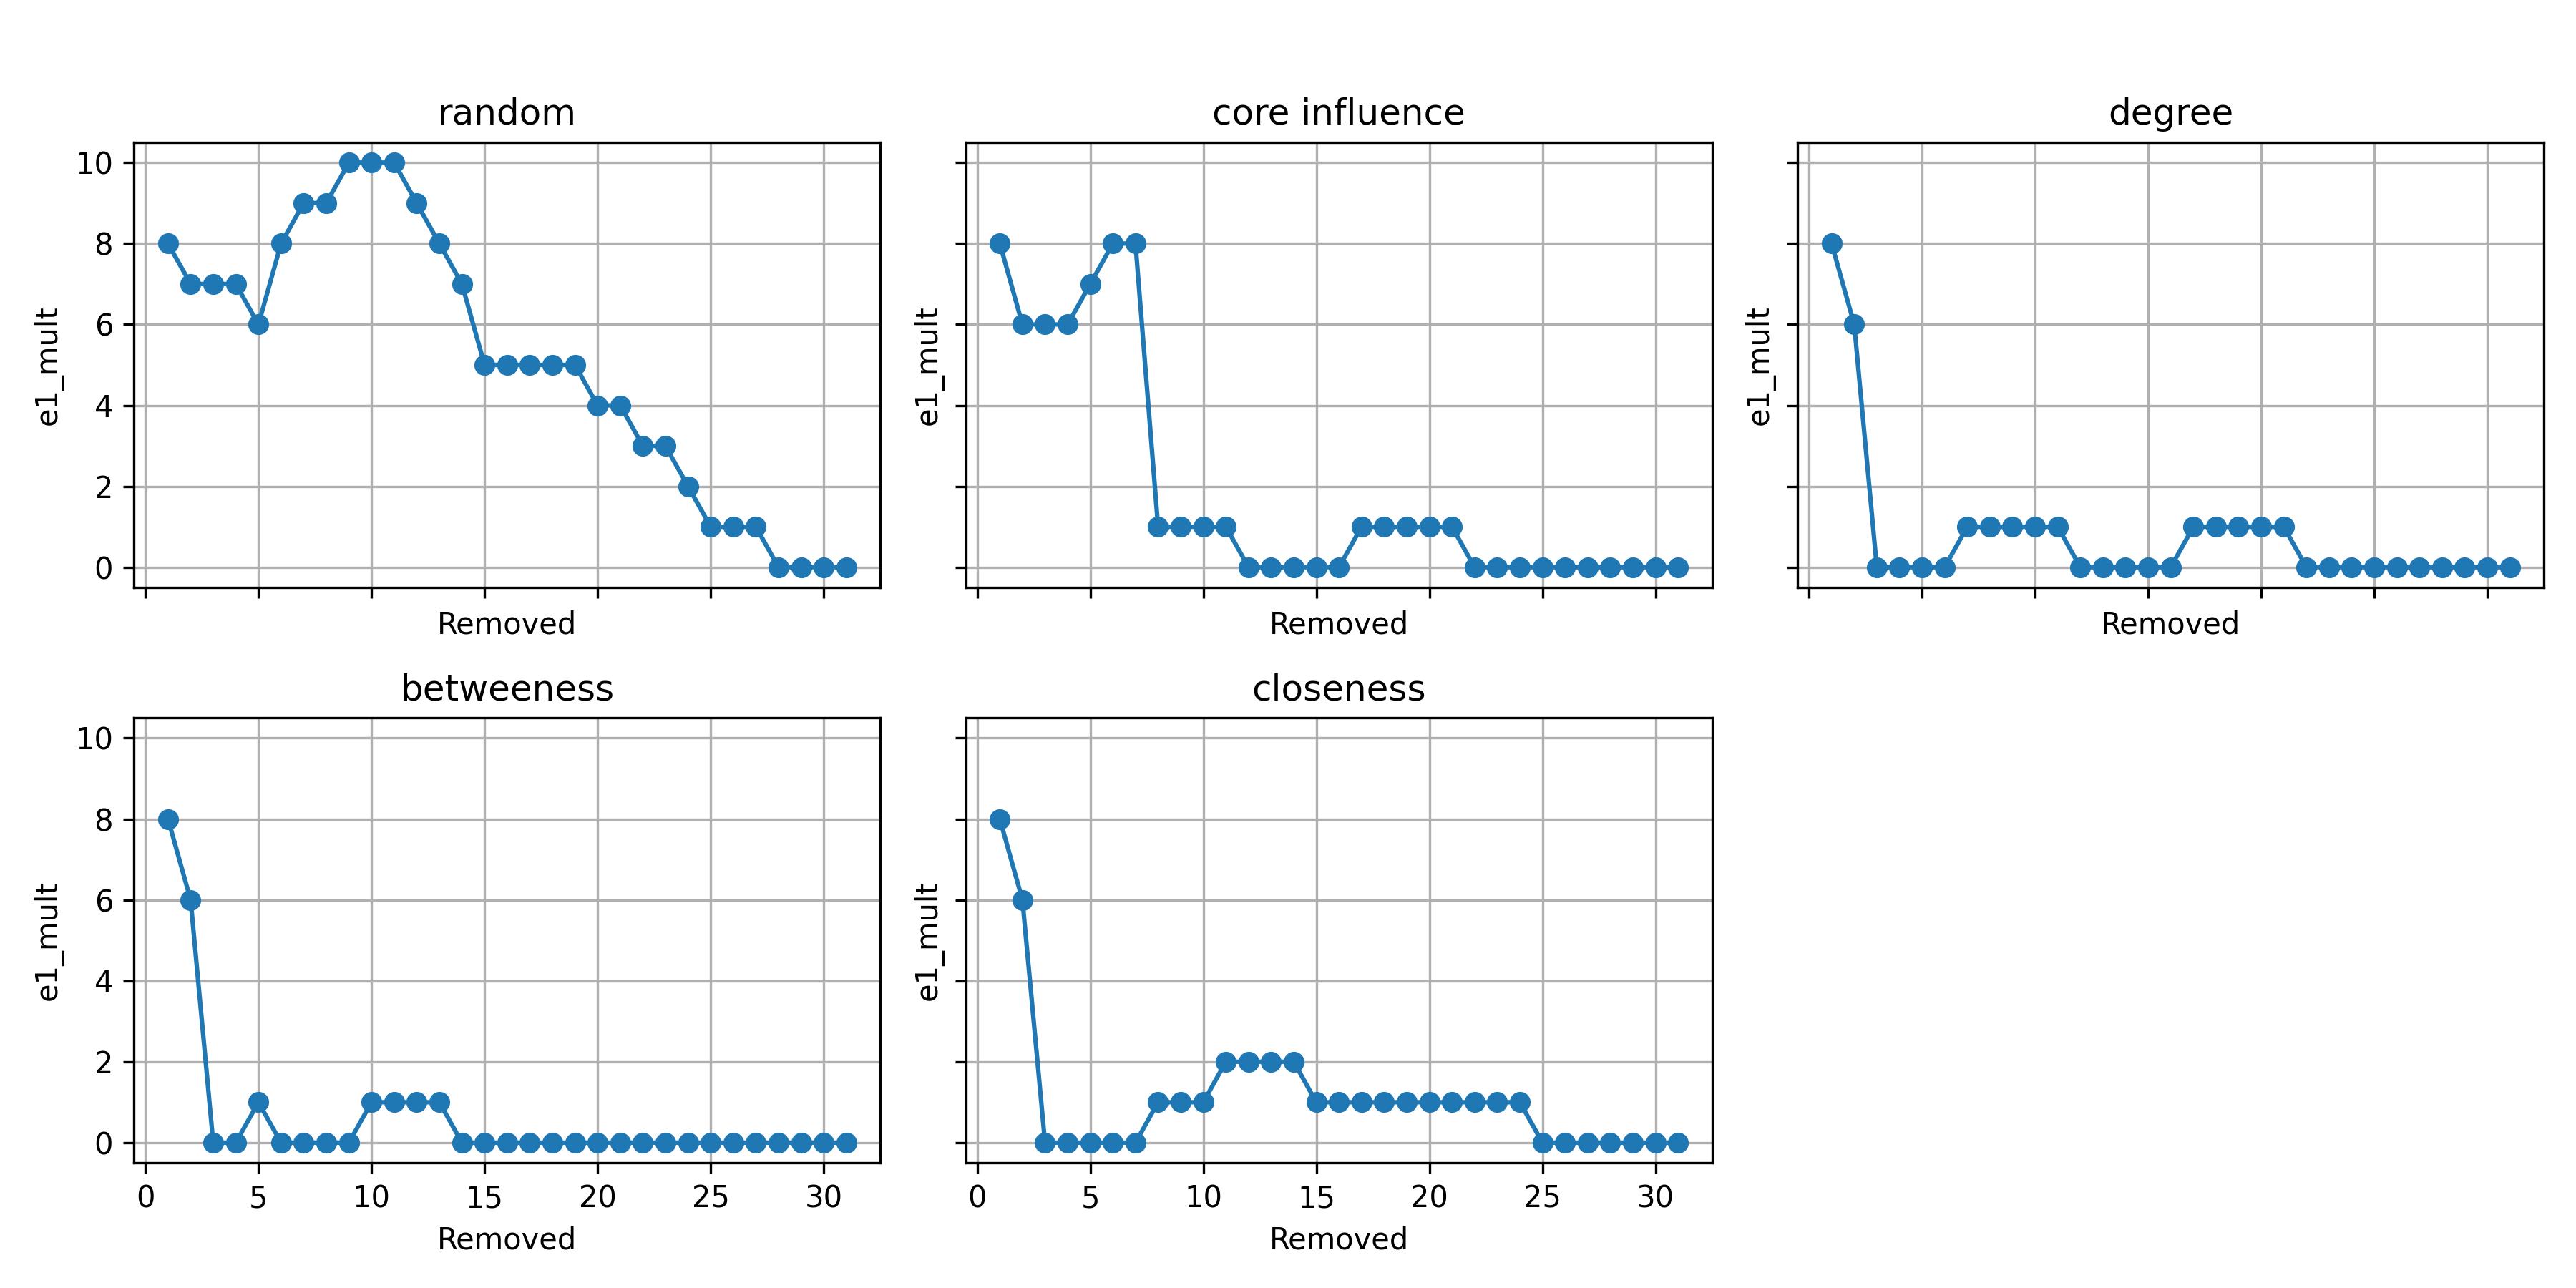 random
core influence
degree
10
8
6
4
2
0
e1_mult
e1_mult
e1_mult
Removed
Removed
Removed
betweeness
closeness
10
8
6
4
2
0
e1_mult
e1_mult
0 5 10 15 20 25 30
0 5 10 15 20 25 30
Removed
Removed